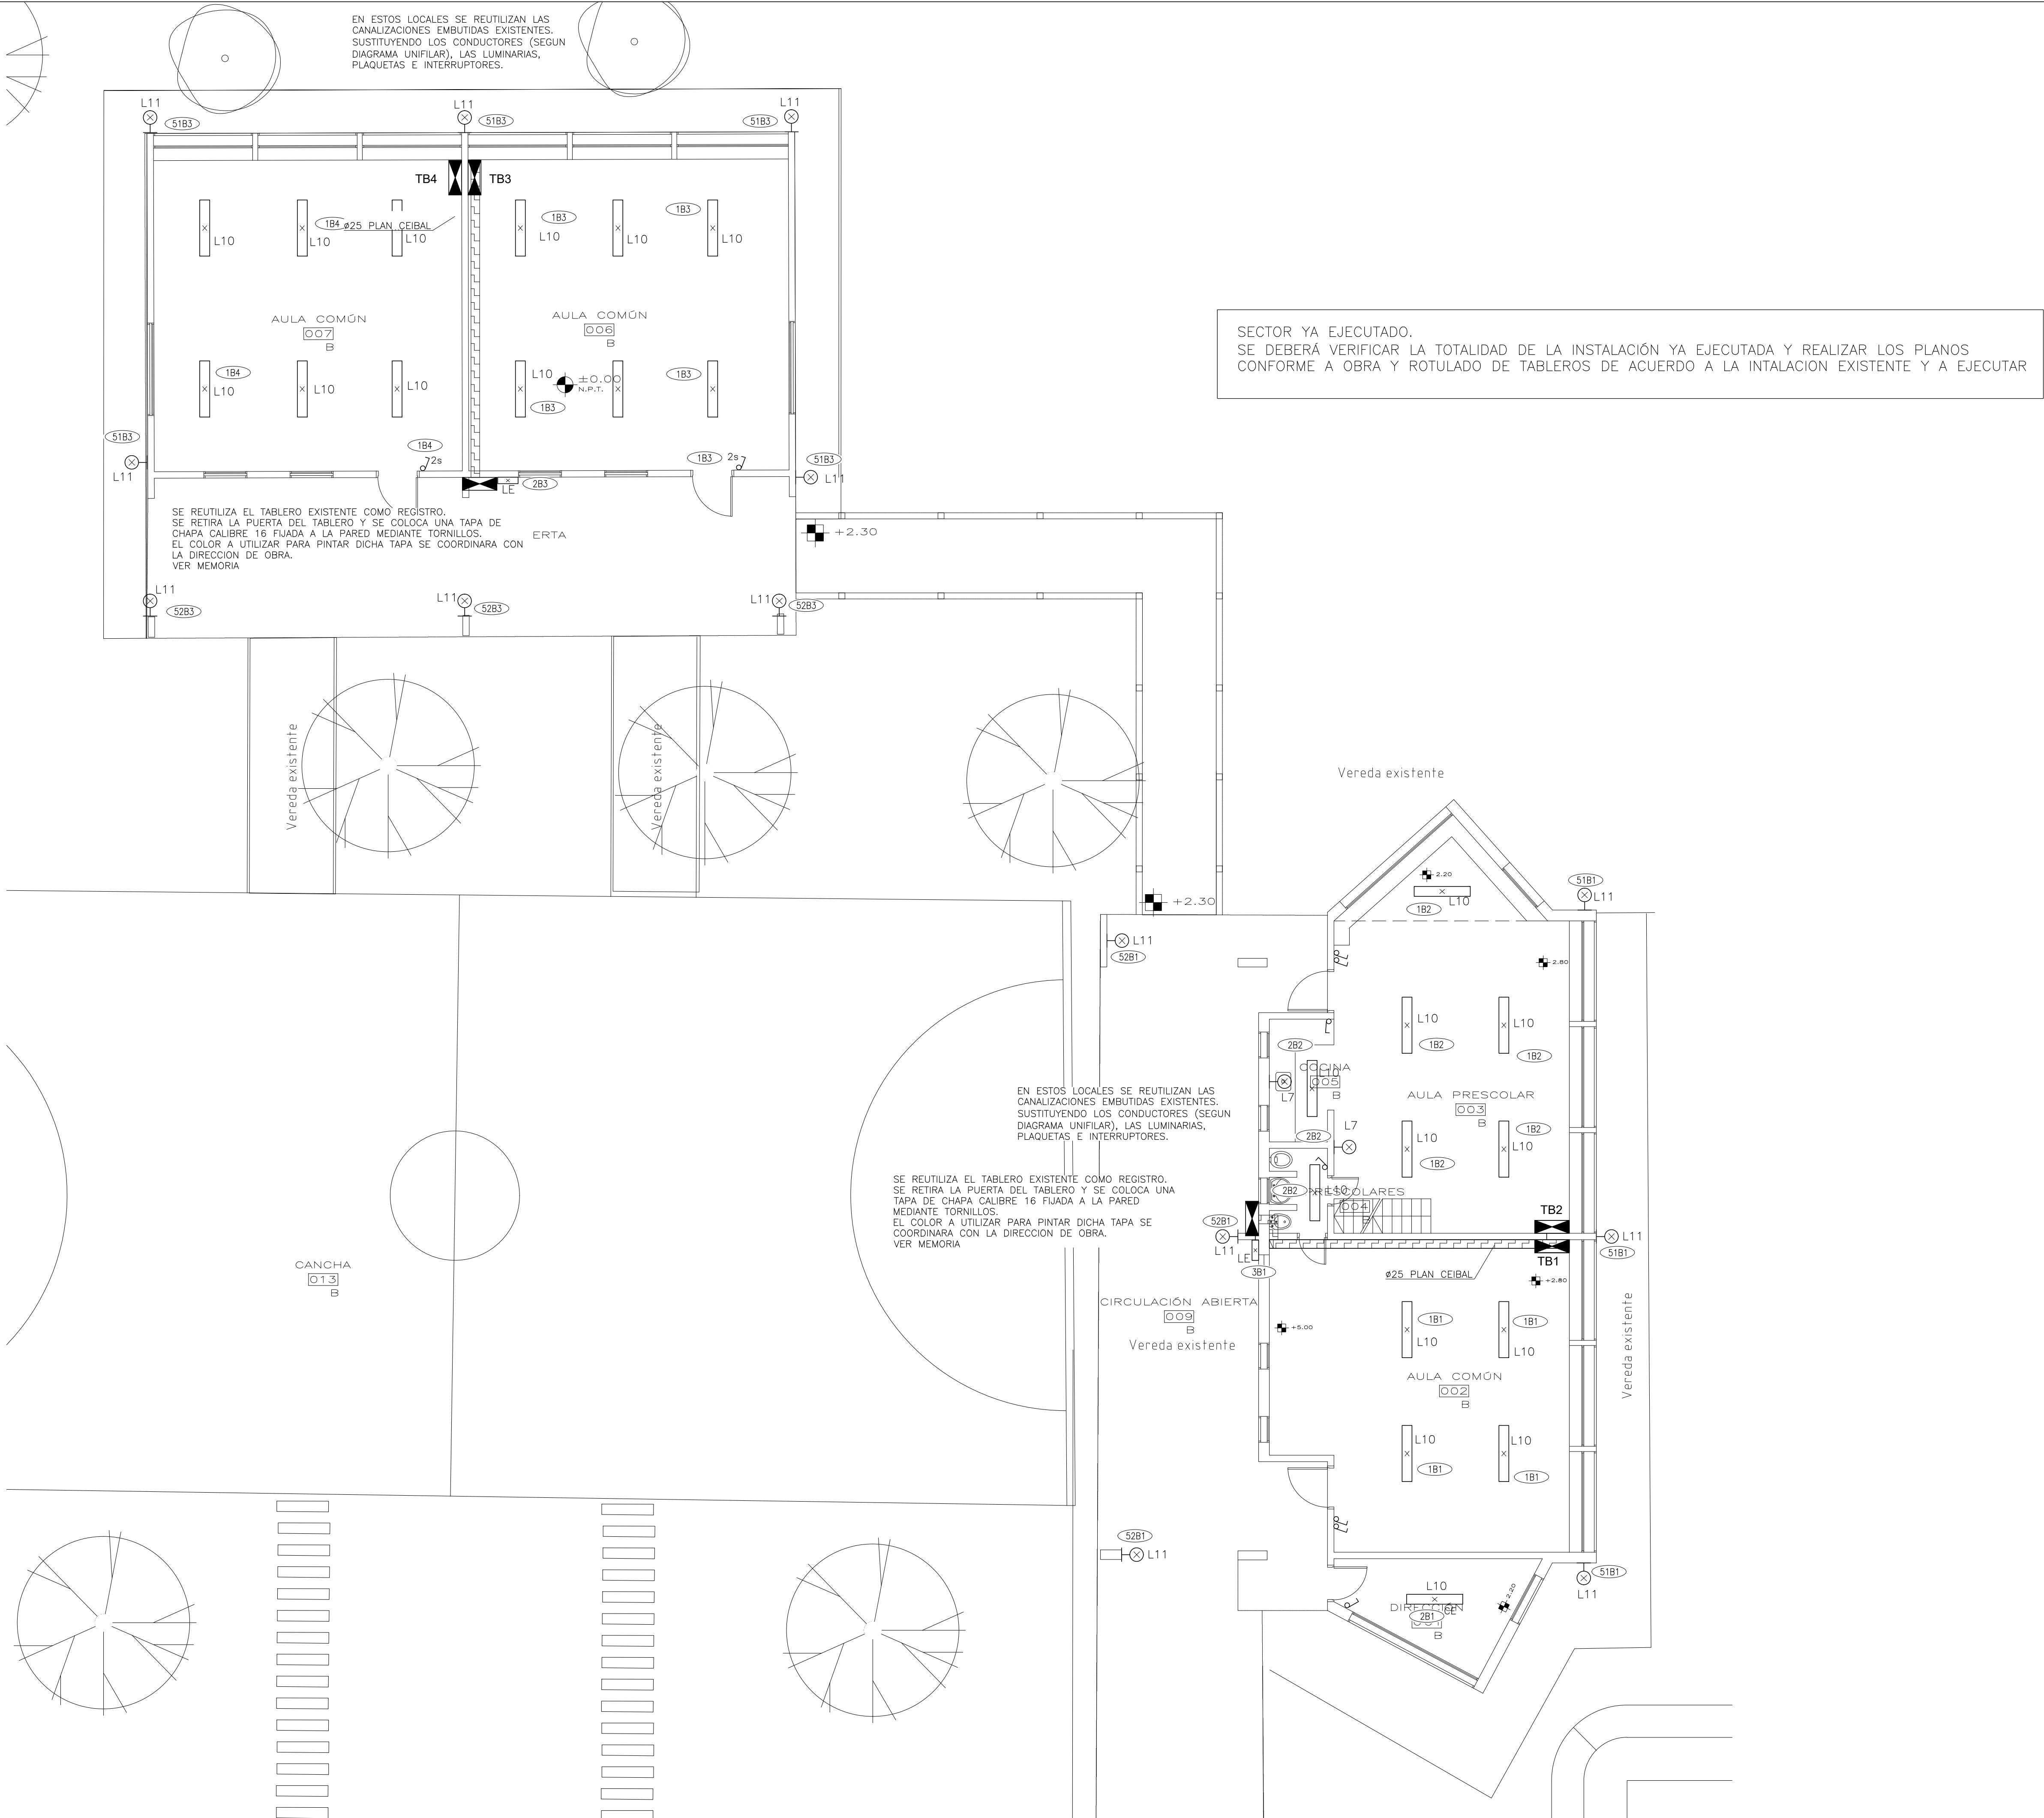 EN ESTOS LOCALES SE REUTILIZAN LAS
CANALIZACIONES EMBUTIDAS EXISTENTES.
SUSTITUYENDO LOS CONDUCTORES (SEGUN
DIAGRAMA UNIFILAR), LAS LUMINARIAS,
PLAQUETAS E INTERRUPTORES.
L11
L11
L11
51B3
51B3
51B3
TB4
TB3
1B4
ø25 PLAN CEIBAL
1B3
1B3
L10
L10
L10
L10
L10
L10
AULA COMÚN
007
B
AULA COMÚN
006
B
SECTOR YA EJECUTADO.
SE DEBERÁ VERIFICAR LA TOTALIDAD DE LA INSTALACIÓN YA EJECUTADA Y REALIZAR LOS PLANOS
CONFORME A OBRA Y ROTULADO DE TABLEROS DE ACUERDO A LA INTALACION EXISTENTE Y A EJECUTAR
1B4
L10
L10
L10
L10
±0.00
N.P.T.
1B3
1B3
51B3
L11
1B4
2s
1B3
2s
51B3
L11
LE
2B3
SE REUTILIZA EL TABLERO EXISTENTE COMO REGISTRO.
SE RETIRA LA PUERTA DEL TABLERO Y SE COLOCA UNA TAPA DE
CHAPA CALIBRE 16 FIJADA A LA PARED MEDIANTE TORNILLOS.
EL COLOR A UTILIZAR PARA PINTAR DICHA TAPA SE COORDINARA CON
LA DIRECCION DE OBRA.
VER MEMORIA
ERTA
+2.30
L11
52B3
L11
52B3
L11
52B3
Vereda existente
Vereda existente
Vereda existente
2.20
L10
1B2
51B1
L11
+2.30
L11
52B1
2.80
L10
L10
1B2
1B2
2B2
COCINA
L10
005
B
L7
AULA PRESCOLAR
003
B
EN ESTOS LOCALES SE REUTILIZAN LAS
CANALIZACIONES EMBUTIDAS EXISTENTES.
SUSTITUYENDO LOS CONDUCTORES (SEGUN
DIAGRAMA UNIFILAR), LAS LUMINARIAS,
PLAQUETAS E INTERRUPTORES.
2B2
L7
L10
1B2
1B2
L10
SE REUTILIZA EL TABLERO EXISTENTE COMO REGISTRO.
SE RETIRA LA PUERTA DEL TABLERO Y SE COLOCA UNA
TAPA DE CHAPA CALIBRE 16 FIJADA A LA PARED
MEDIANTE TORNILLOS.
EL COLOR A UTILIZAR PARA PINTAR DICHA TAPA SE
COORDINARA CON LA DIRECCION DE OBRA.
VER MEMORIA
2B2
L10
RESCOLARES
004
B
TB2
52B1
L11
LE
3B1
L11
51B1
TB1
ø25 PLAN CEIBAL
+2.80
CANCHA
013
B
CIRCULACIÓN ABIERTA
009
B
Vereda existente
+5.00
1B1
L10
1B1
L10
Vereda existente
AULA COMÚN
002
B
L10
1B1
L10
1B1
52B1
L11
51B1
L11
L10
DIRECCIÓN
CE
2B1
B
2.20